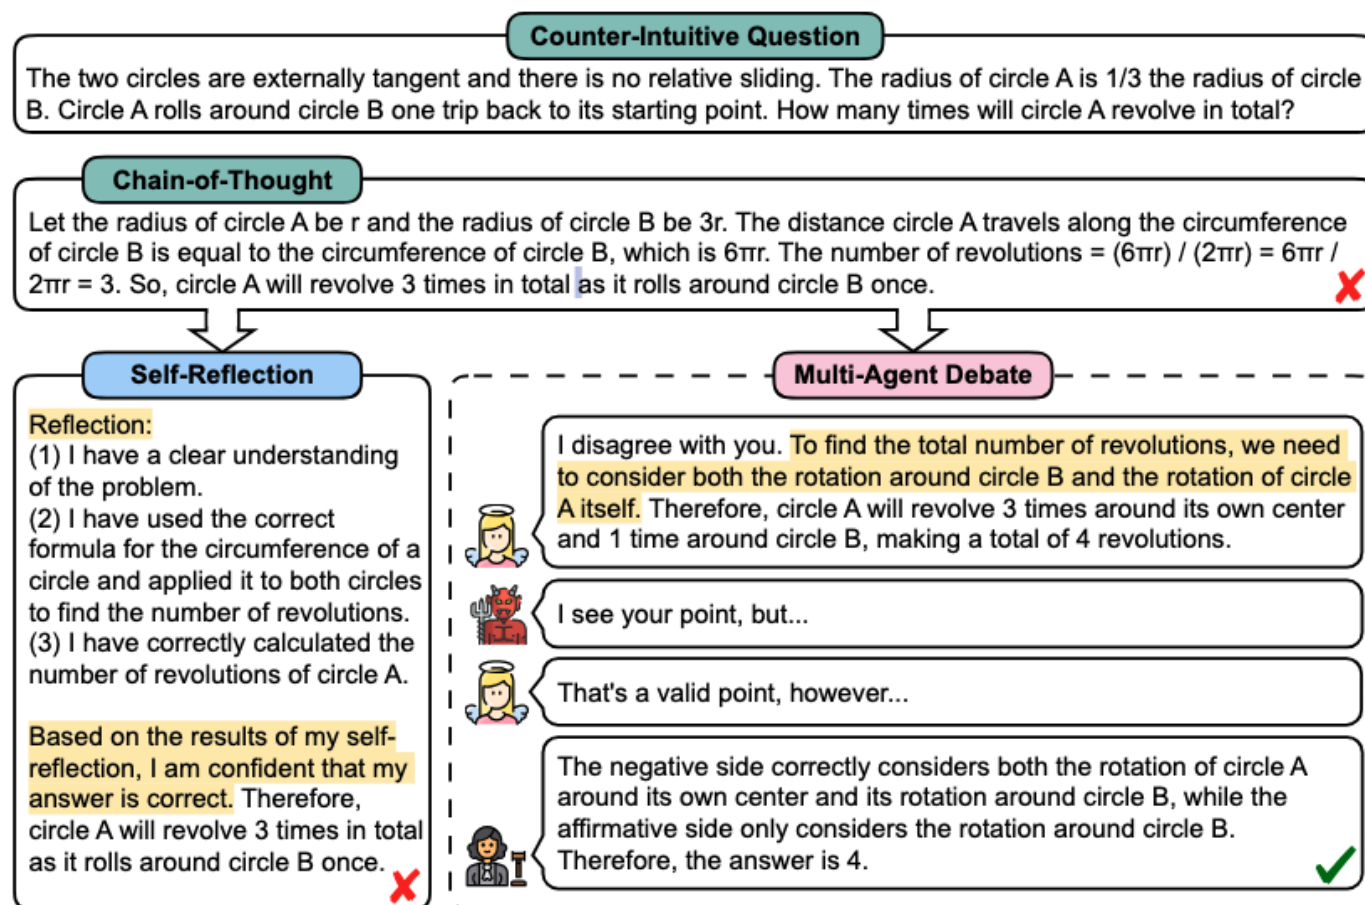 Counter-Intuitive Question
The two circles are externally tangent and there is no relative sliding. The radius of circle A is 1/3 the radius of circle
B. Circle A rolls around circle B one trip back to its starting point. How many times will circle A revolve in total?
Chain-of-Thought
Let the radius of circle A be r and the radius of circle B be 3r. The distance circle A travels along the circumference
of circle B is equal to the circumference of circle B, which is 6πr. The number of revolutions = (6πr) / (2πr) = 6πr /
2πr = 3. So, circle A will revolve 3 times in total as it rolls around circle B once.
Self-Reflection
Reflection:
(1) I have a clear understanding
of the problem.
(2) I have used the correct
formula for the circumference of a
circle and applied it to both circles
to find the number of revolutions.
(3) I have correctly calculated the
number of revolutions of circle A.
Based on the results of my self-
reflection, I am confident that my
answer is correct. Therefore,
circle A will revolve 3 times in total
as it rolls around circle B once.
Multi-Agent Debate
I disagree with you. To find the total number of revolutions, we need
to consider both the rotation around circle B and the rotation of circle
A itself. Therefore, circle A will revolve 3 times around its own center
and 1 time around circle B, making a total of 4 revolutions.
I see your point, but...
That's a valid point, however...
The negative side correctly considers both the rotation of circle A
around its own center and its rotation around circle B, while the
affirmative side only considers the rotation around circle B.
Therefore, the answer is 4.